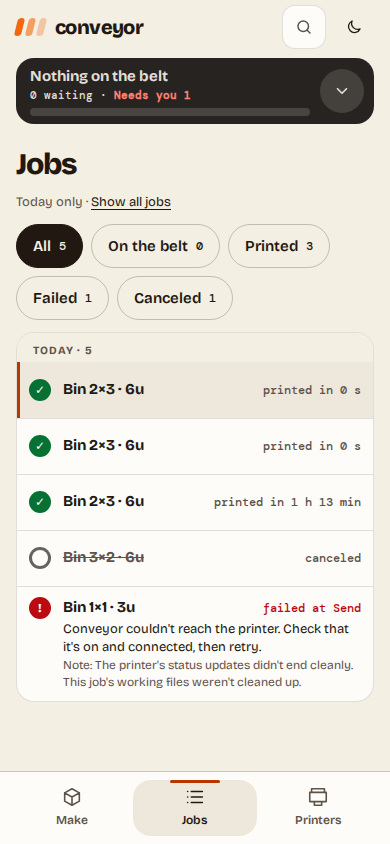 conveyor
Nothing on the belt
0 waiting · Needs you 1
Jobs
Today only · Show all jobs
All 5
On the belt 0
Printed 3
Failed 1
Canceled 1
TODAY · 5
Bin 2×3 · 6u printed in 0 s
Bin 2×3 · 6u printed in 0 s
Bin 2×3 · 6u printed in 1 h 13 min
Bin 3×2 · 6u canceled
Bin 1×1 · 3u failed at Send
Conveyor couldn't reach the printer. Check that
it's on and connected, then retry.
Note: The printer's status updates didn't end cleanly.
This job's working files weren't cleaned up.
Make
Jobs
Printers